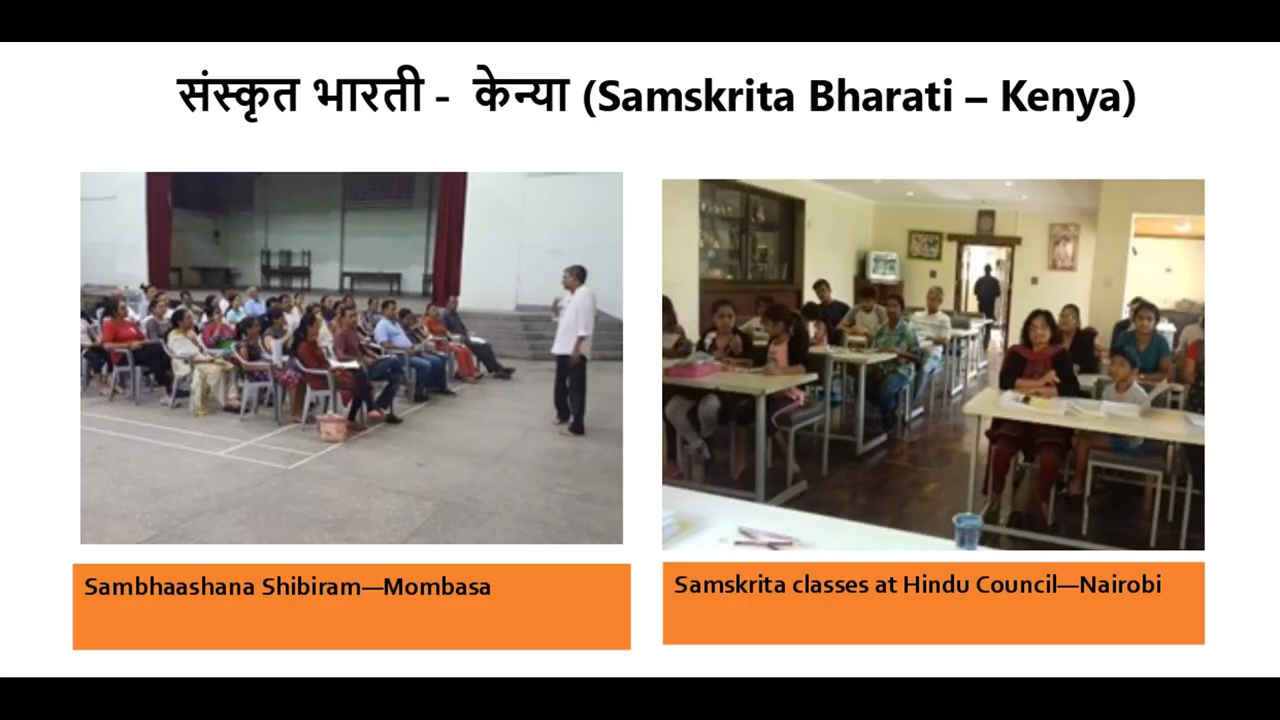 संस्कृत भारती - केन्या (Samskrita Bharati – Kenya)
Sambhaashana Shibiram—Mombasa
Samskrita classes at Hindu Council—Nairobi